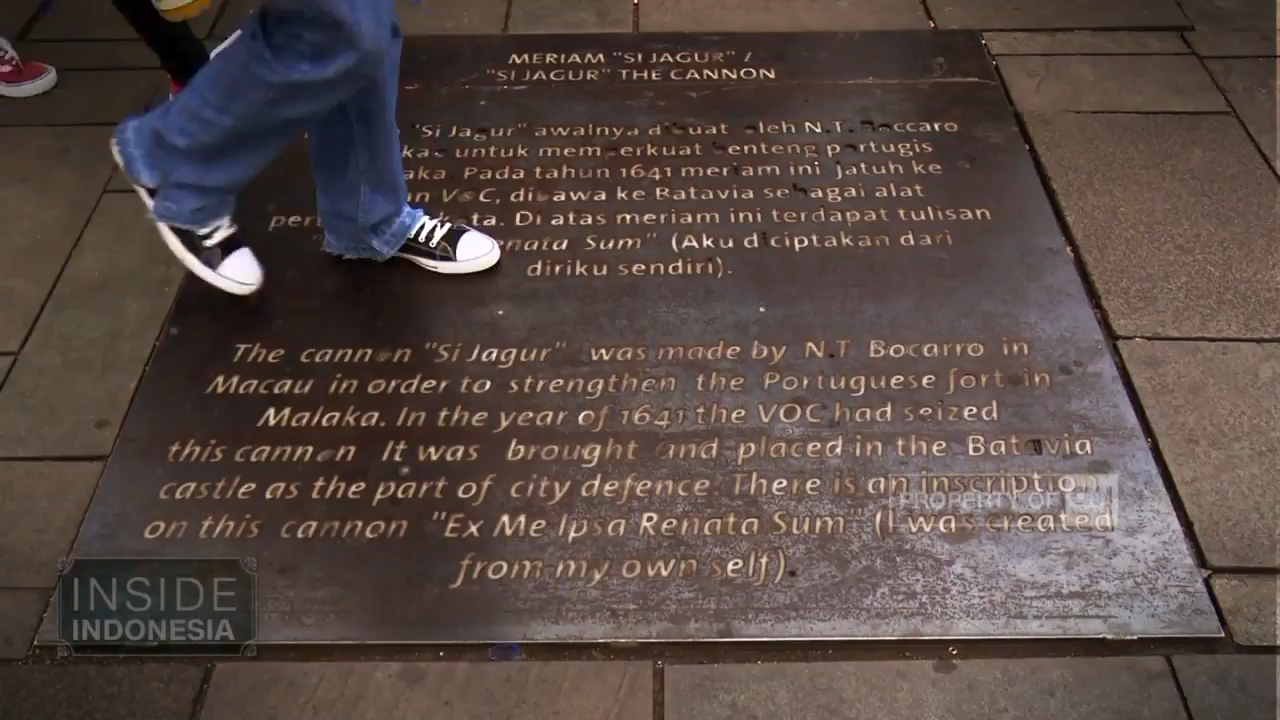 MERIAM "SI JAGUR" /
"SI JAGUR" THE CANNON
"Si Jagur" awalnya dibuat oleh N.T. Boccaro
untuk memperkuat benteng portugis
Pada tahun 1641 meriam ini jatuh ke
VOC, dibawa ke Batavia sebagai alat
Di atas meriam ini terdapat tulisan
Sum" (Aku diciptakan dari
diriku sendiri).
The cannon "Si Jagur" was made by N.T Bocarro in
Macau in order to strengthen the Portuguese fort in
Malaka. In the year of 1641 the VOC had seized
this cannon It was brought and placed in the Batavia
castle as the part of city defence. There is an inscription
on this cannon "Ex Me Ipsa Renata Sum" (I was created
from my own self).
PROPERTY OF
INSIDE
INDONESIA